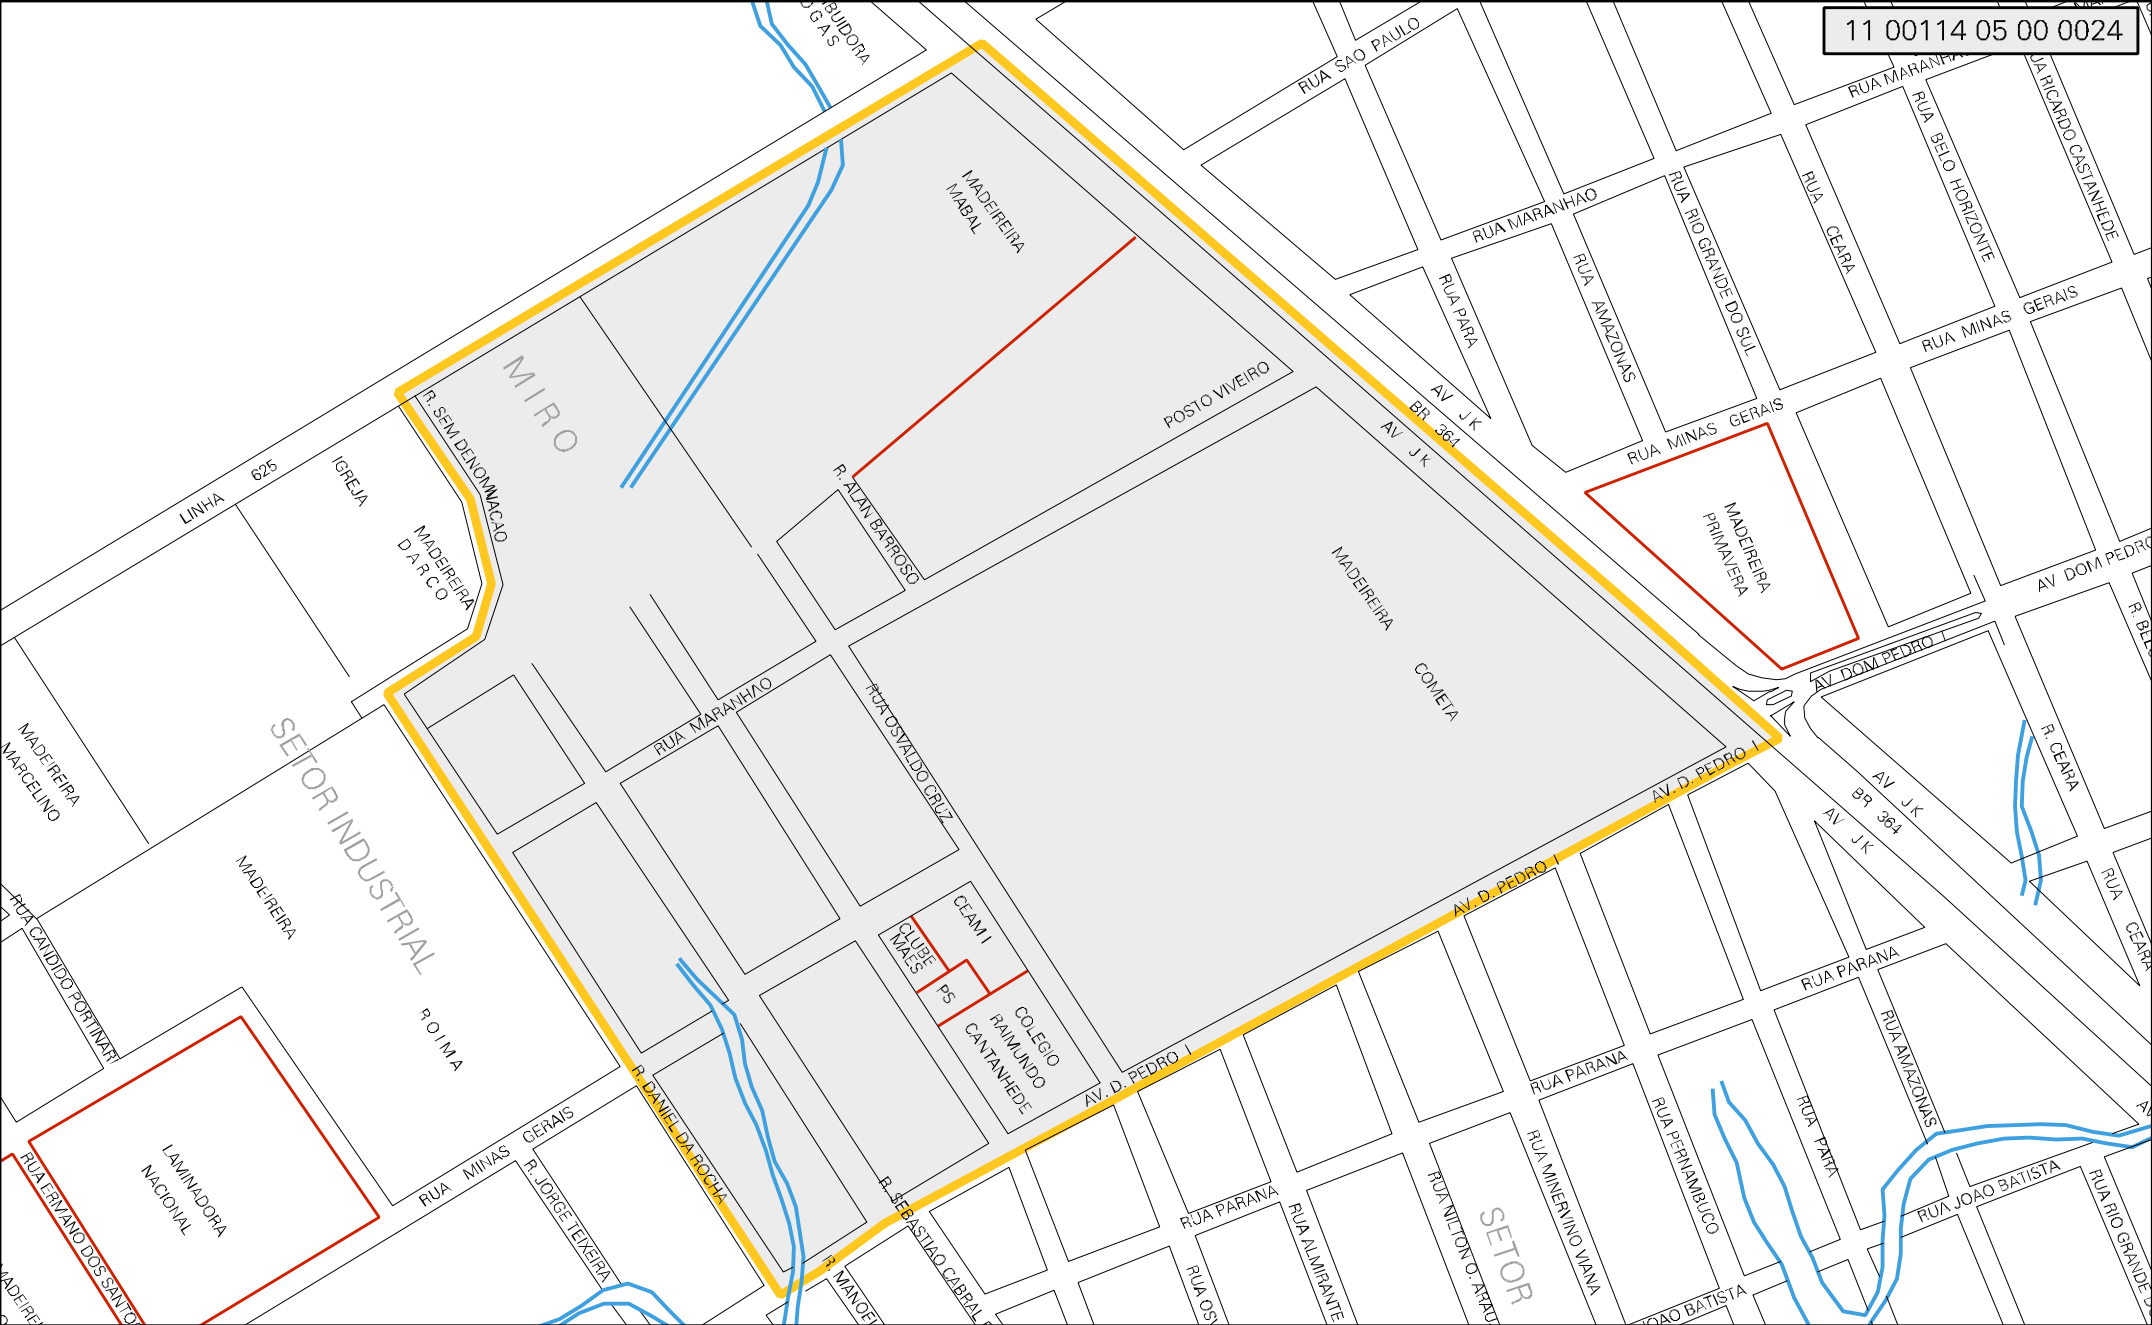 11 00114 05 00 0024
RUA SAO PAULO
RUA RICARDO CASTANHEDE
RUA BELO HORIZONTE
RUA MARANHAO
RUA RIO GRANDE DO SUL
RUA CEARA
MADEIREIRA
MABAL
RUA PARA
RUA AMAZONAS
RUA MINAS GERAIS
MIRO
POSTO VIVEIRO
AV JK
BR 364
AV JK
RUA MINAS GERAIS
R. SEM DENOMINACAO
LINHA 625
IGREJA
MADEIREIRA
DARCO
R. ALAN BARROSO
MADEIREIRA
PRIMAVERA
MADEIREIRA
COMETA
AV DOM PEDRO
AV DOM PEDRO I
RUA MARANHAO
RUA OSVALDO CRUZ
SETOR INDUSTRIAL
MADEIREIRA
MARCELINO
R. CEARA
AV. D. PEDRO I
AV JK
BR 364
AV JK
MADEIREIRA
ROIMA
RUA CANDIDO PORTINARI
AV. D. PEDRO I
CEAM I
CLUBE
MAES
PS
COLEGIO
RAIMUNDO
CANTANHEDE
RUA CEARA
RUA PARANA
RUA AMAZONAS
AV. D. PEDRO I
RUA PARANA
R. DANIEL DA ROCHA
RUA MINAS GERAIS
R. JORGE TEIXEIRA
LAMINADORA
NACIONAL
RUA ERMANO DOS SANTOS
R. SEBASTIAO CABRAL
R. MANOEL
RUA PARANA
RUA ALMIRANTE
RUA NILTON O. ARAU
SETOR
RUA MINERVINO VIANA
RUA PERNAMBUCO
RUA PARA
RUA JOAO BATISTA
RUA RIO GRANDE D
JOAO BATISTA